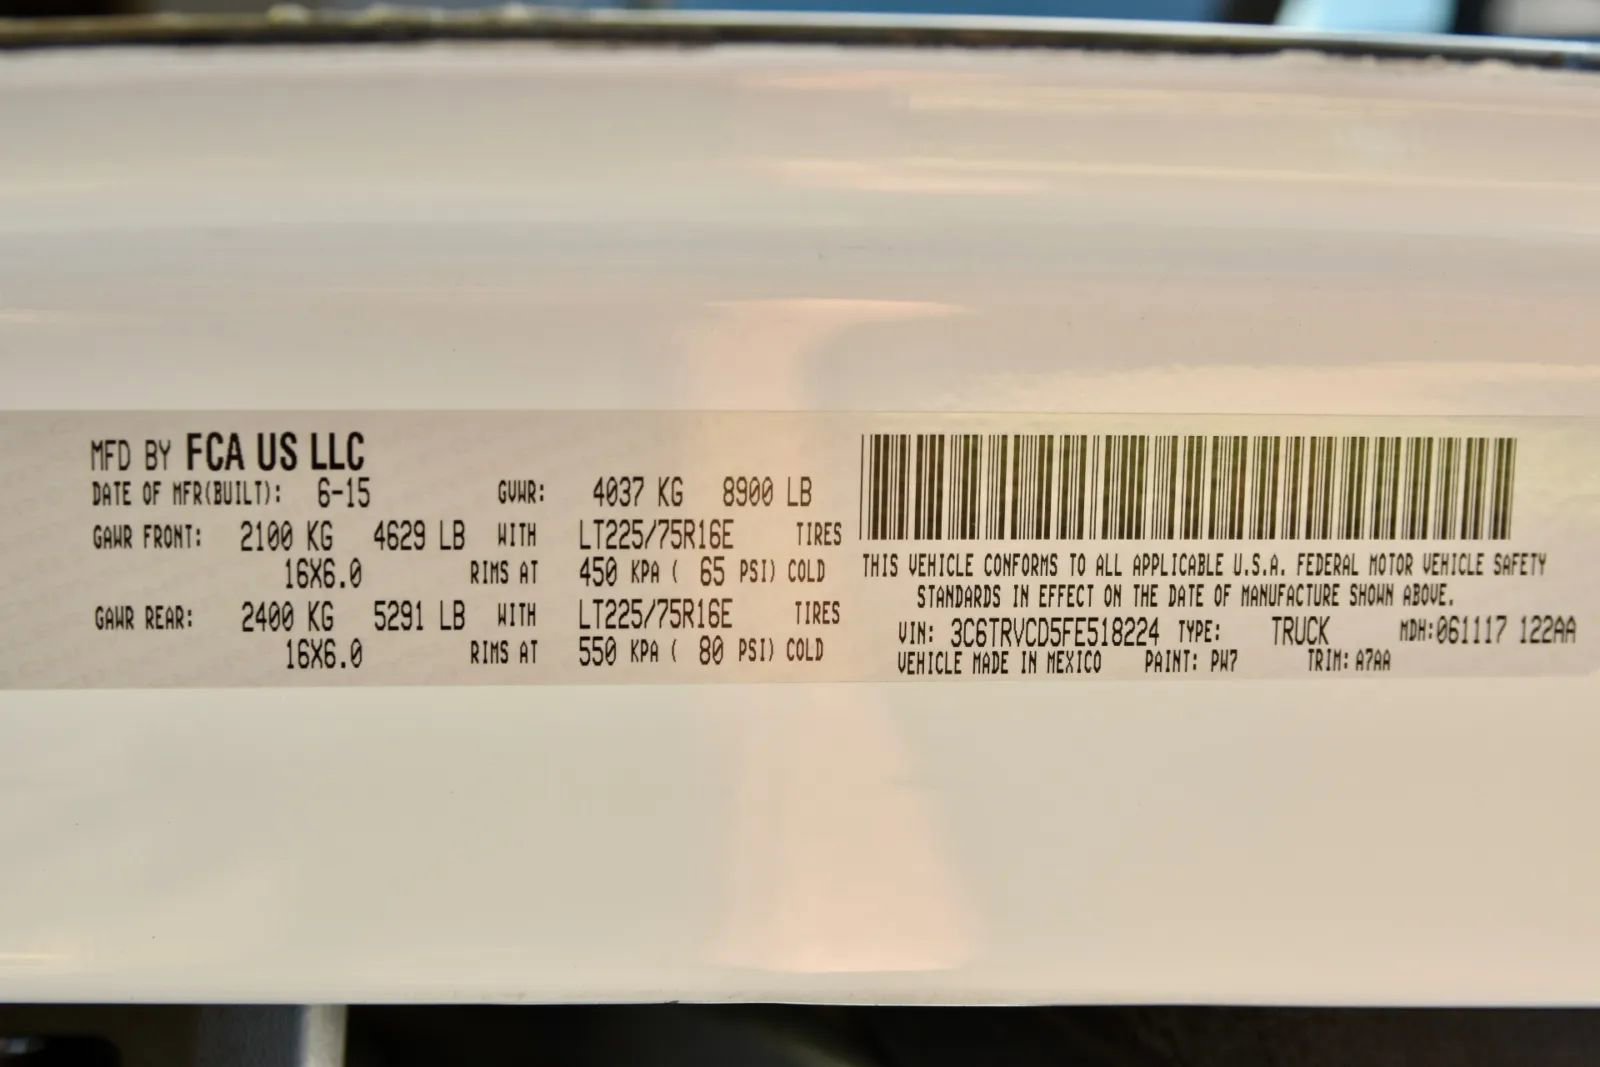 MFD BY FCA US LLC
DATE OF MFR(BUILT): 6-15 GVWR: 4037 KG 8900 LB
GAWR FRONT: 2100 KG 4629 LB WITH LT225/75R16E TIRES
16X6.0 RIMS AT 450 KPA ( 65 PSI) COLD
GAWR REAR: 2400 KG 5291 LB WITH LT225/75R16E TIRES
16X6.0 RIMS AT 550 KPA ( 80 PSI) COLD
THIS VEHICLE CONFORMS TO ALL APPLICABLE U.S.A. FEDERAL MOTOR VEHICLE SAFETY
STANDARDS IN EFFECT ON THE DATE OF MANUFACTURE SHOWN ABOVE.
VIN: 3C6TRVCD5FE518224 TYPE: TRUCK MDH:061117 122AA
VEHICLE MADE IN MEXICO PAINT: PW7 TRIM: A7AA